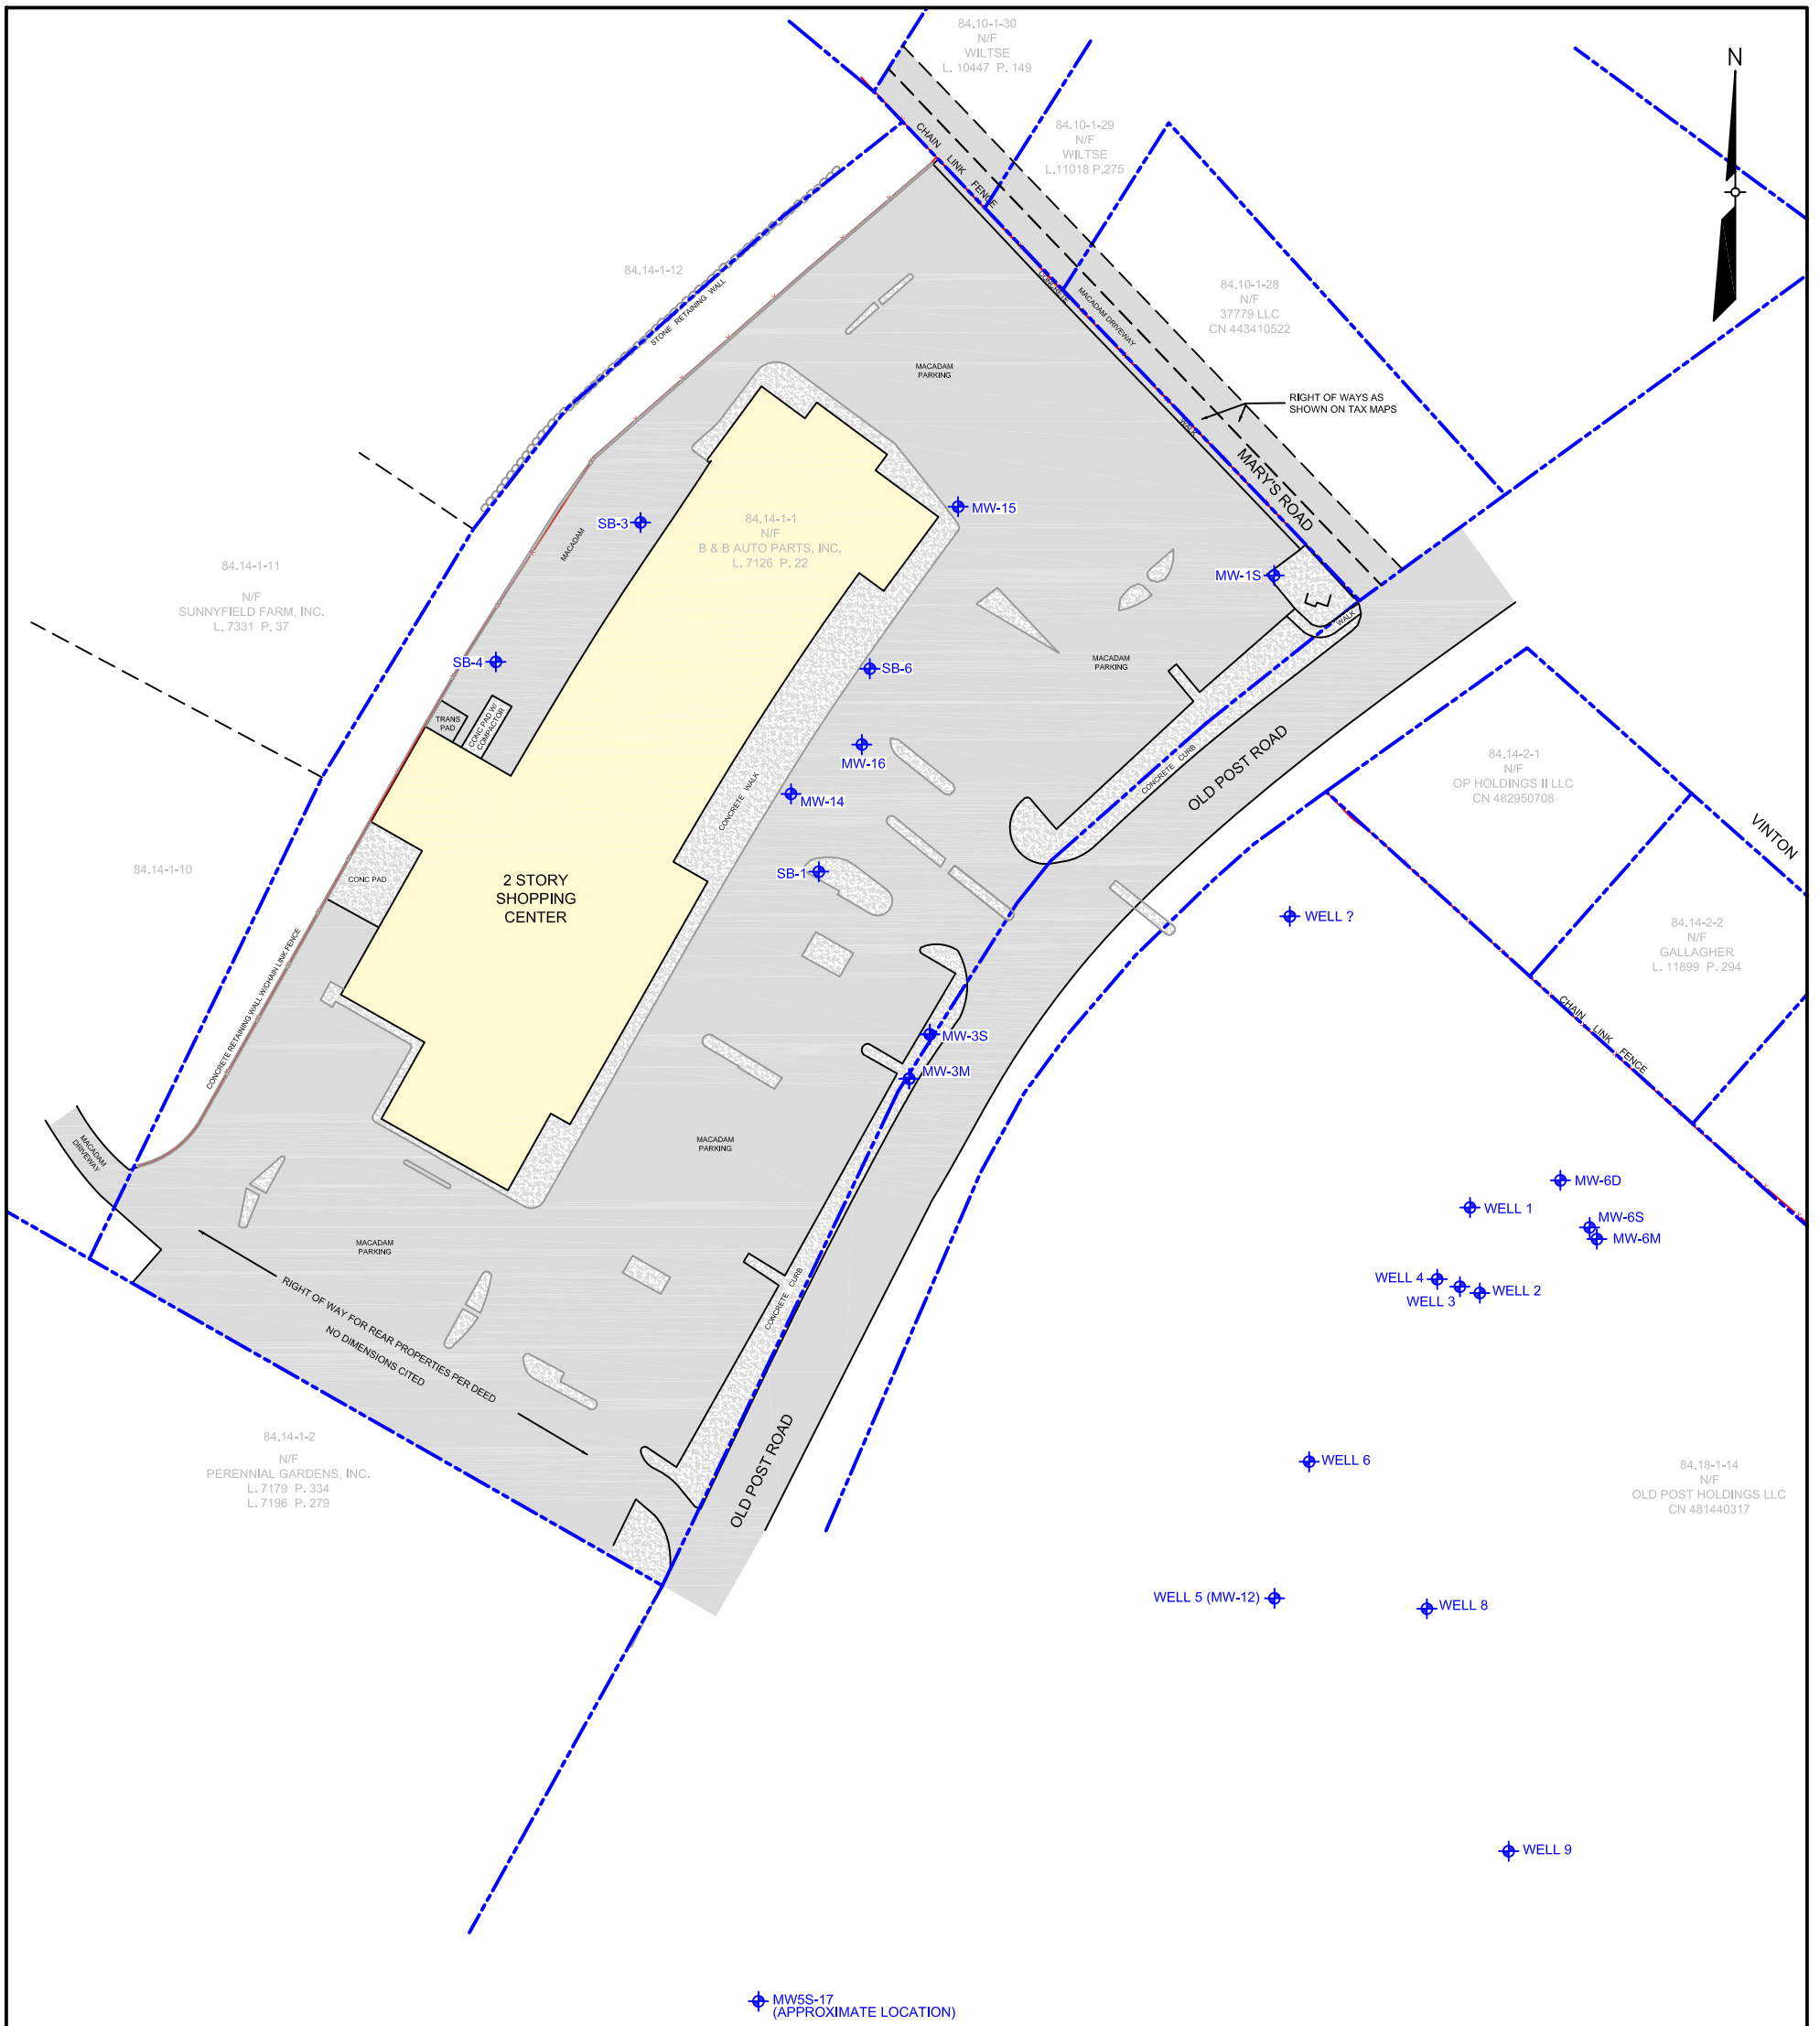 84.10-1-30
N/F
WILTSE
L. 10447 P. 149
N
84.10-1-29
N/F
WILTSE
L.11018 P.275
CHAIN LINK FENCE
84.14-1-12
STONE RETAINING WALL
CONCRETE
WALK
MACADAM DRIVEWAY
84.10-1-28
N/F
37779 LLC
CN 443410522
MACADAM
PARKING
RIGHT OF WAYS AS
SHOWN ON TAX MAPS
MARY'S ROAD
MW-15
SB-3
84.14-1-1
N/F
B & B AUTO PARTS, INC.
L. 7126 P. 22
MACADAM
84.14-1-11
N/F
SUNNYFIELD FARM, INC.
L. 7331 P. 37
MW-1S
WALK
SB-4
SB-6
MACADAM
PARKING
TRANS
PAD
CONC PAD W/
COMPACTOR
MW-16
MW-14
CONCRETE WALK
CONCRETE CURB
OLD POST ROAD
84.14-2-1
N/F
OP HOLDINGS II LLC
CN 482950708
VINTON
84.14-1-10
CONC PAD
2 STORY
SHOPPING
CENTER
SB-1
WELL ?
84.14-2-2
N/F
GALLAGHER
L. 11899 P. 294
CONCRETE RETAINING WALL W/CHAIN LINK FENCE
CHAIN LINK FENCE
MW-3S
MW-3M
MACADAM
DRIVEWAY
MACADAM
PARKING
MW-6D
WELL 1
MW-6S
MW-6M
MACADAM
PARKING
WELL 4
WELL 3
WELL 2
RIGHT OF WAY FOR REAR PROPERTIES PER DEED
NO DIMENSIONS CITED
CONCRETE CURB
84.14-1-2
N/F
PERENNIAL GARDENS, INC.
L. 7179 P. 334
L. 7196 P. 279
OLD POST ROAD
WELL 6
84.18-1-14
N/F
OLD POST HOLDINGS LLC
CN 481440317
WELL 5 (MW-12)
WELL 8
WELL 9
MW5S-17
(APPROXIMATE LOCATION)